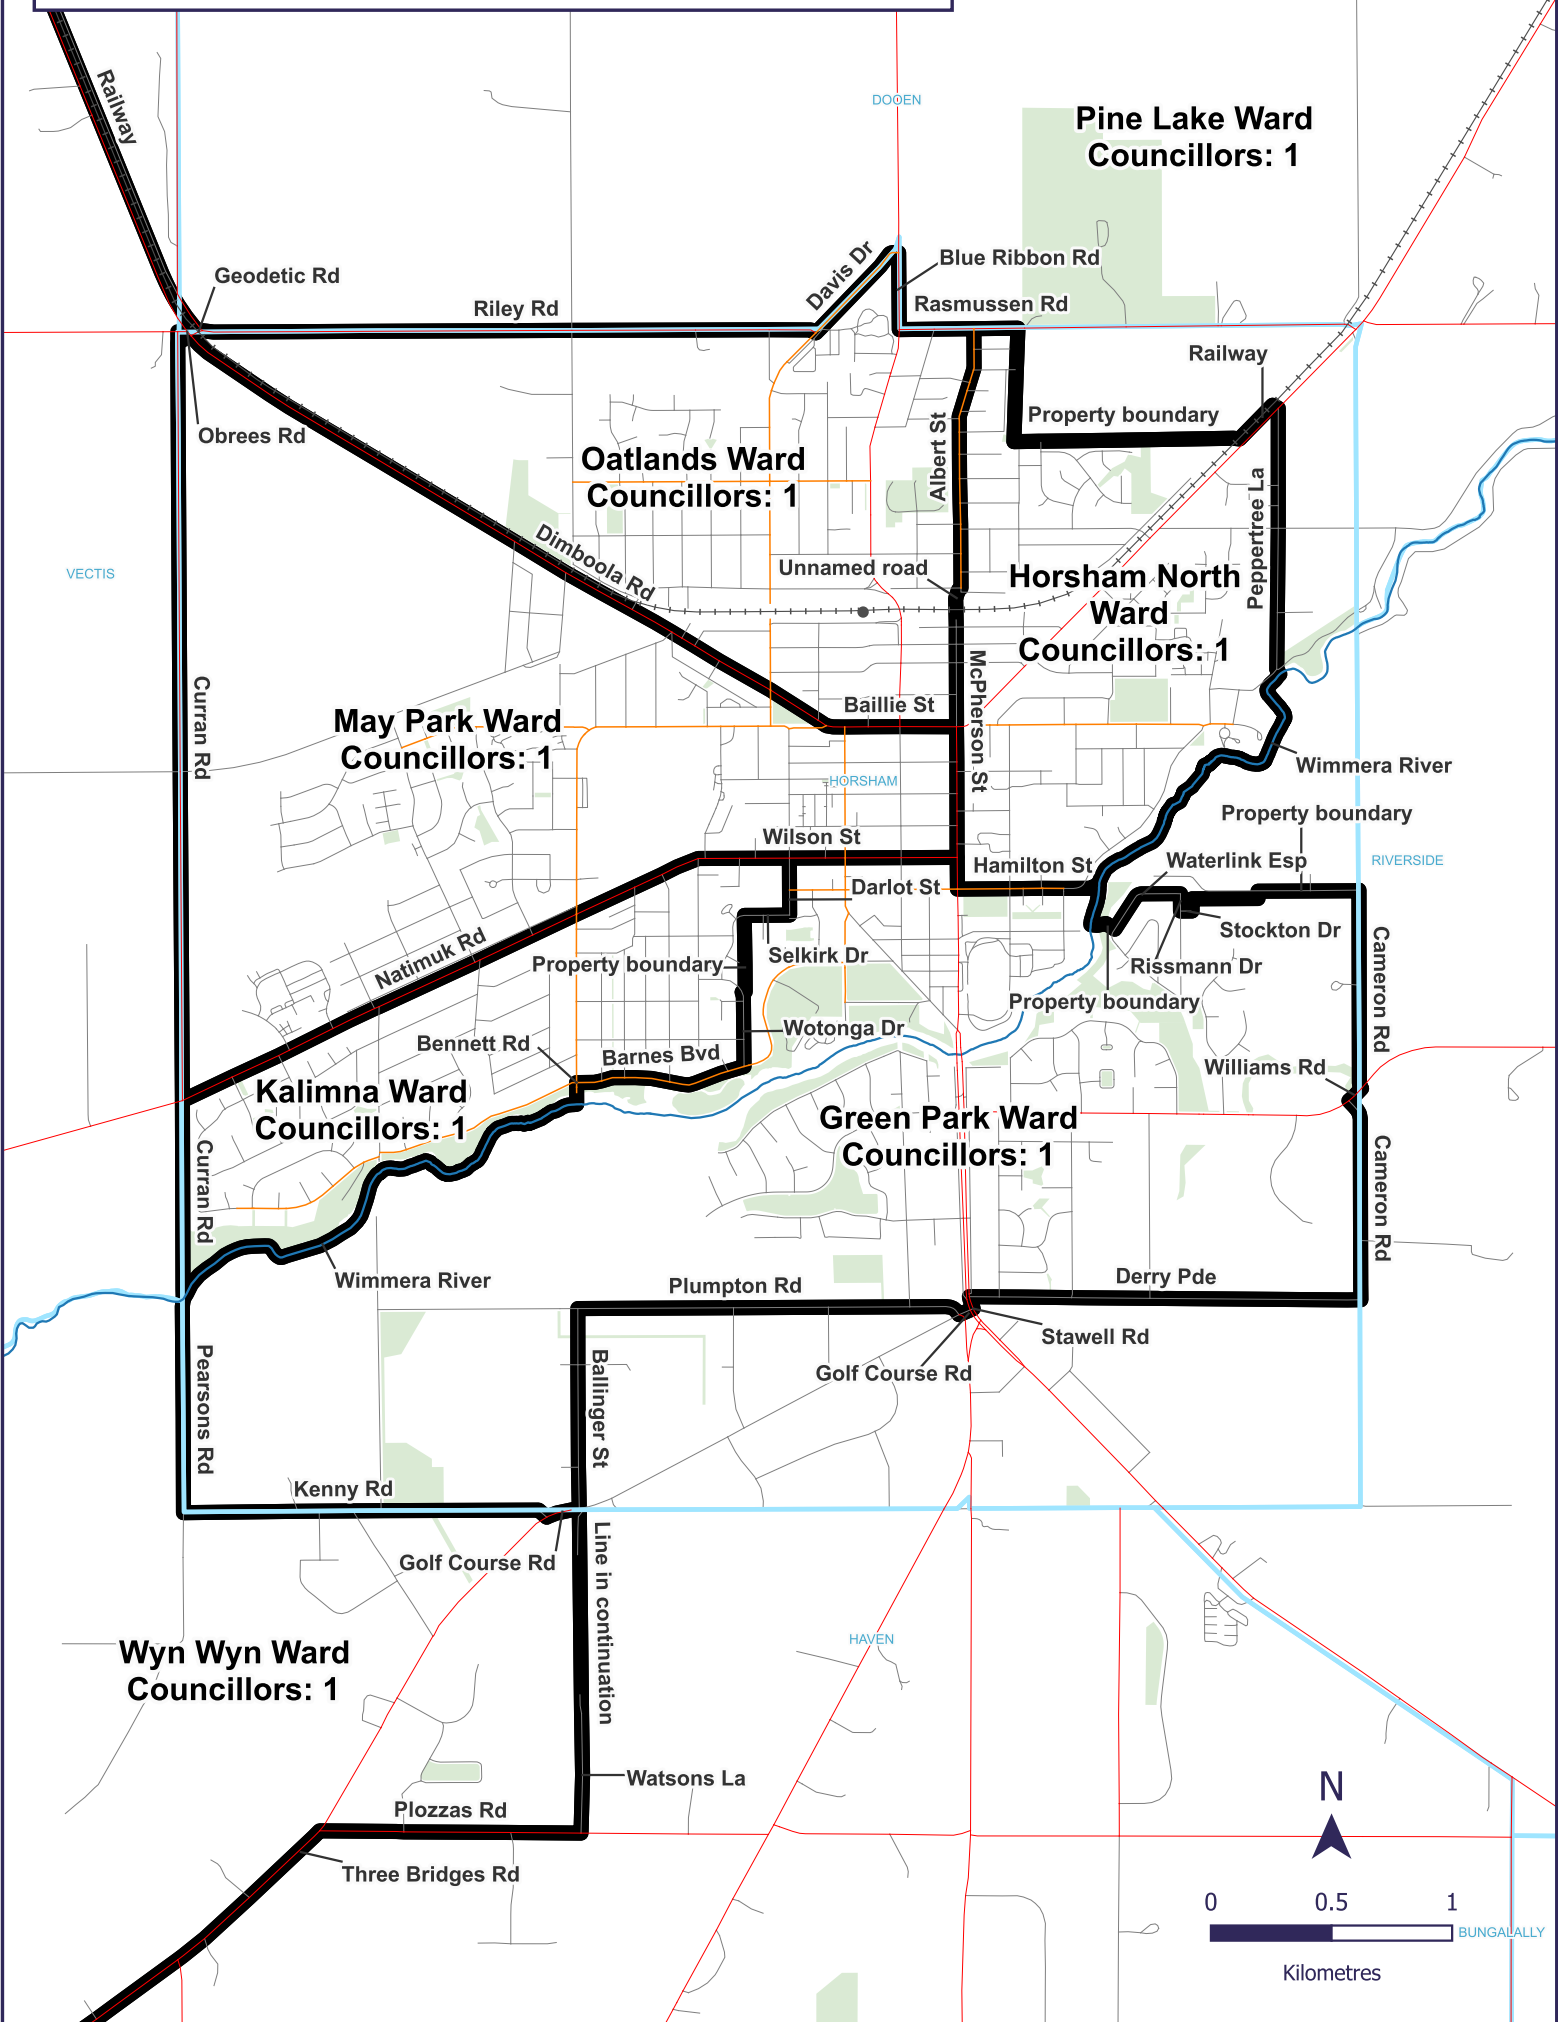 Railway
DOOEN
Pine Lake Ward
Councillors: 1
Geodetic Rd
Riley Rd
Davis Dr
Blue Ribbon Rd
Rasmussen Rd
Railway
Property boundary
Obrees Rd
Oatlands Ward
Councillors: 1
Albert St
Peppertree La
Dimboola Rd
VECTIS
Unnamed road
Horsham North
Ward
Councillors: 1
McPherson St
Curran Rd
May Park Ward
Councillors: 1
Baillie St
HORSHAM
Wimmera River
Property boundary
Wilson St
Hamilton St
Waterlink Esp
RIVERSIDE
Darlot St
Stockton Dr
Natimuk Rd
Selkirk Dr
Property boundary
Rissmann Dr
Cameron Rd
Property boundary
Wotonga Dr
Bennett Rd
Barnes Bvd
Williams Rd
Kalimna Ward
Councillors: 1
Green Park Ward
Councillors: 1
Curran Rd
Cameron Rd
Wimmera River
Plumpton Rd
Derry Pde
Stawell Rd
Golf Course Rd
Pearsons Rd
Ballinger St
Kenny Rd
Golf Course Rd
Line in continuation
Wyn Wyn Ward
Councillors: 1
HAVEN
Watsons La
Plozzas Rd
Three Bridges Rd
N
0 0.5 1
Kilometres
BUNGALALLY